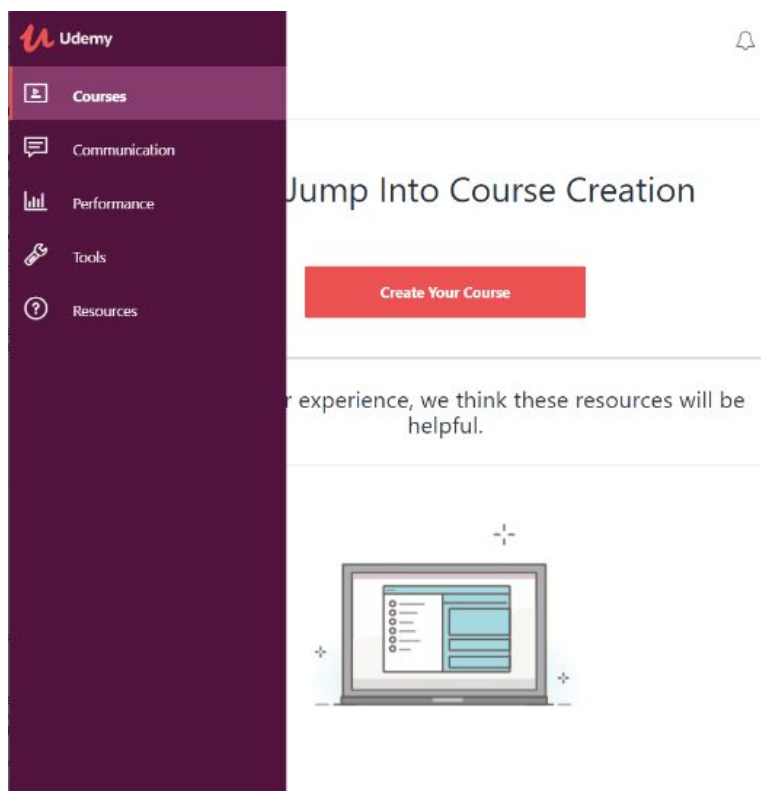 Udemy
Courses
Communication
Performance
Tools
Resources
Jump Into Course Creation
Create Your Course
experience, we think these resources will be
helpful.